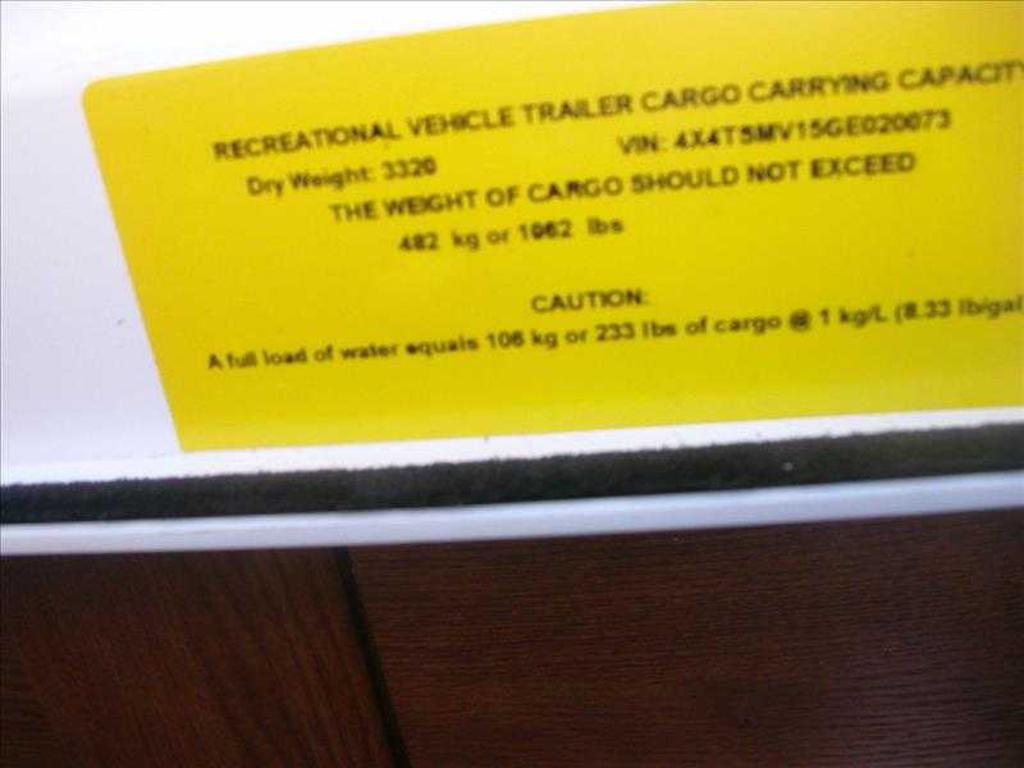 RECREATIONAL VEHICLE TRAILER CARGO CARRYING CAPACITY
Dry Weight: 3320 VIN: 4X4TSMV15GE020073
THE WEIGHT OF CARGO SHOULD NOT EXCEED
482 kg or 1062 lbs
CAUTION:
A full load of water equals 106 kg or 233 lbs of cargo @ 1 kg/L (8.33 lb/gal